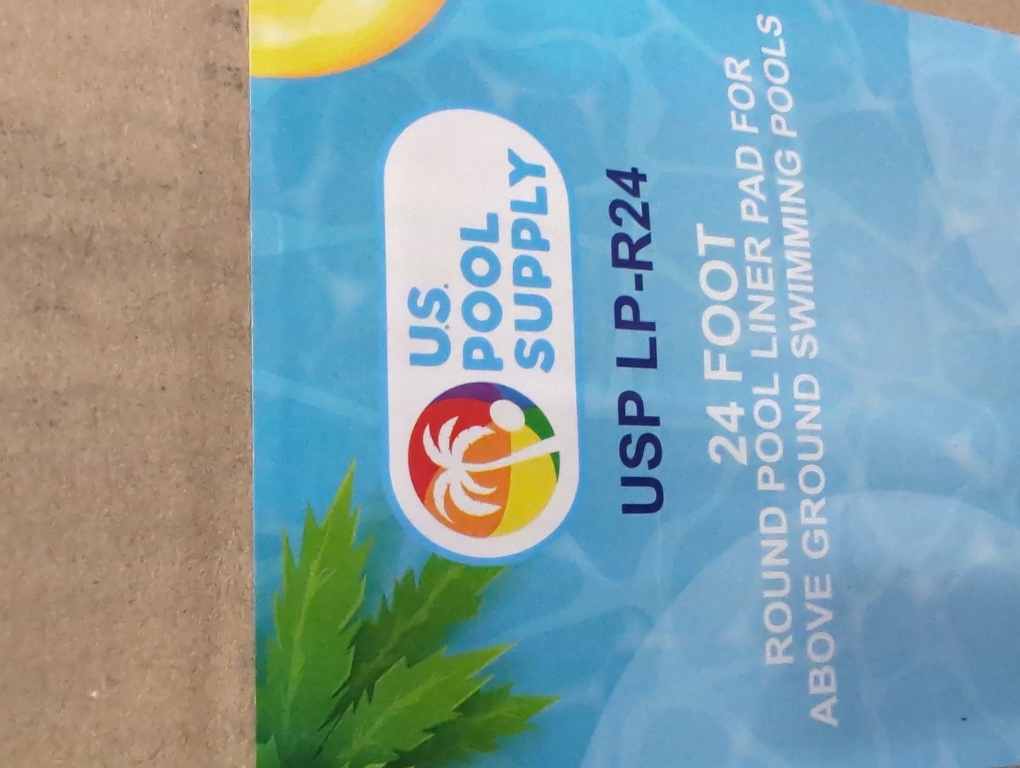 U.S.
POOL
SUPPLY
USP LP-R24
24 FOOT
ROUND POOL LINER PAD FOR
ABOVE GROUND SWIMMING POOLS